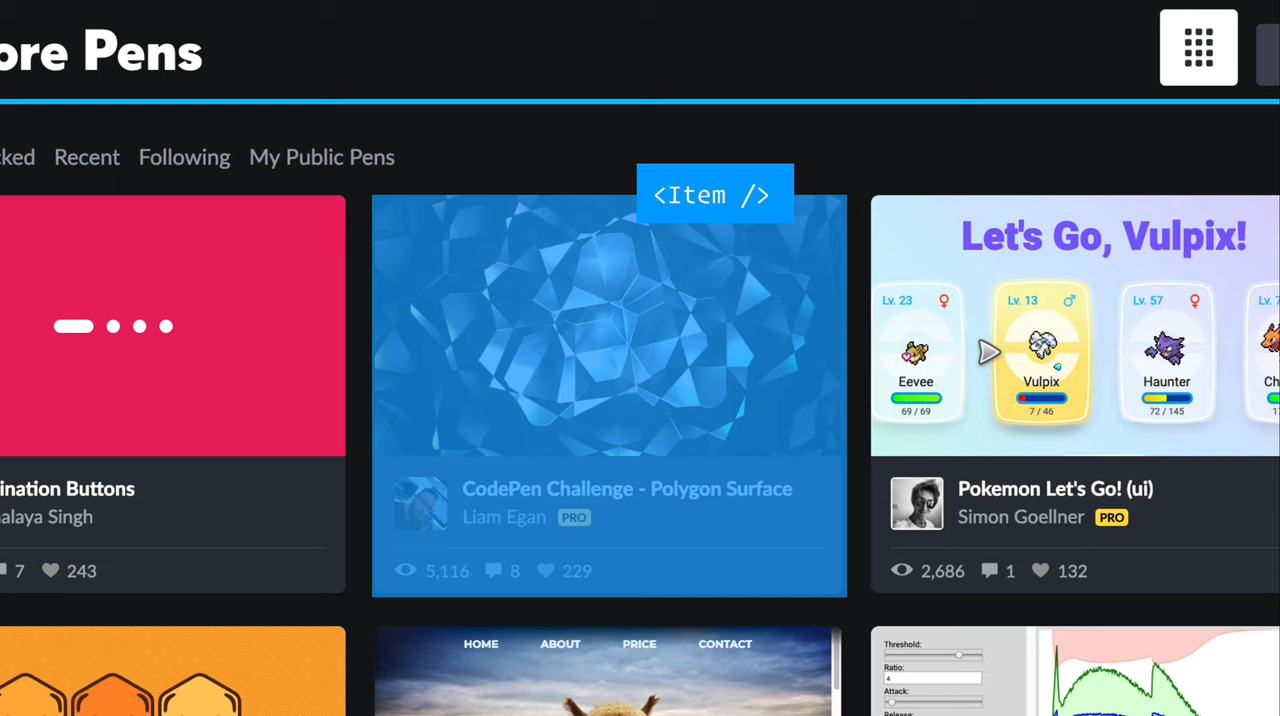 ore Pens
cked Recent Following My Public Pens
<Item />
Let's Go, Vulpix!
Lv. 23
Lv. 13
Lv. 57
Eevee
Vulpix
Haunter
69 / 69
7 / 46
72 / 145
ination Buttons
alaya Singh
7 243
CodePen Challenge - Polygon Surface
Liam Egan PRO
5,116 8 229
Pokemon Let's Go! (ui)
Simon Goellner PRO
2,686 1 132
HOME ABOUT PRICE CONTACT
Threshold:
Ratio:
4
Attack:
Release: